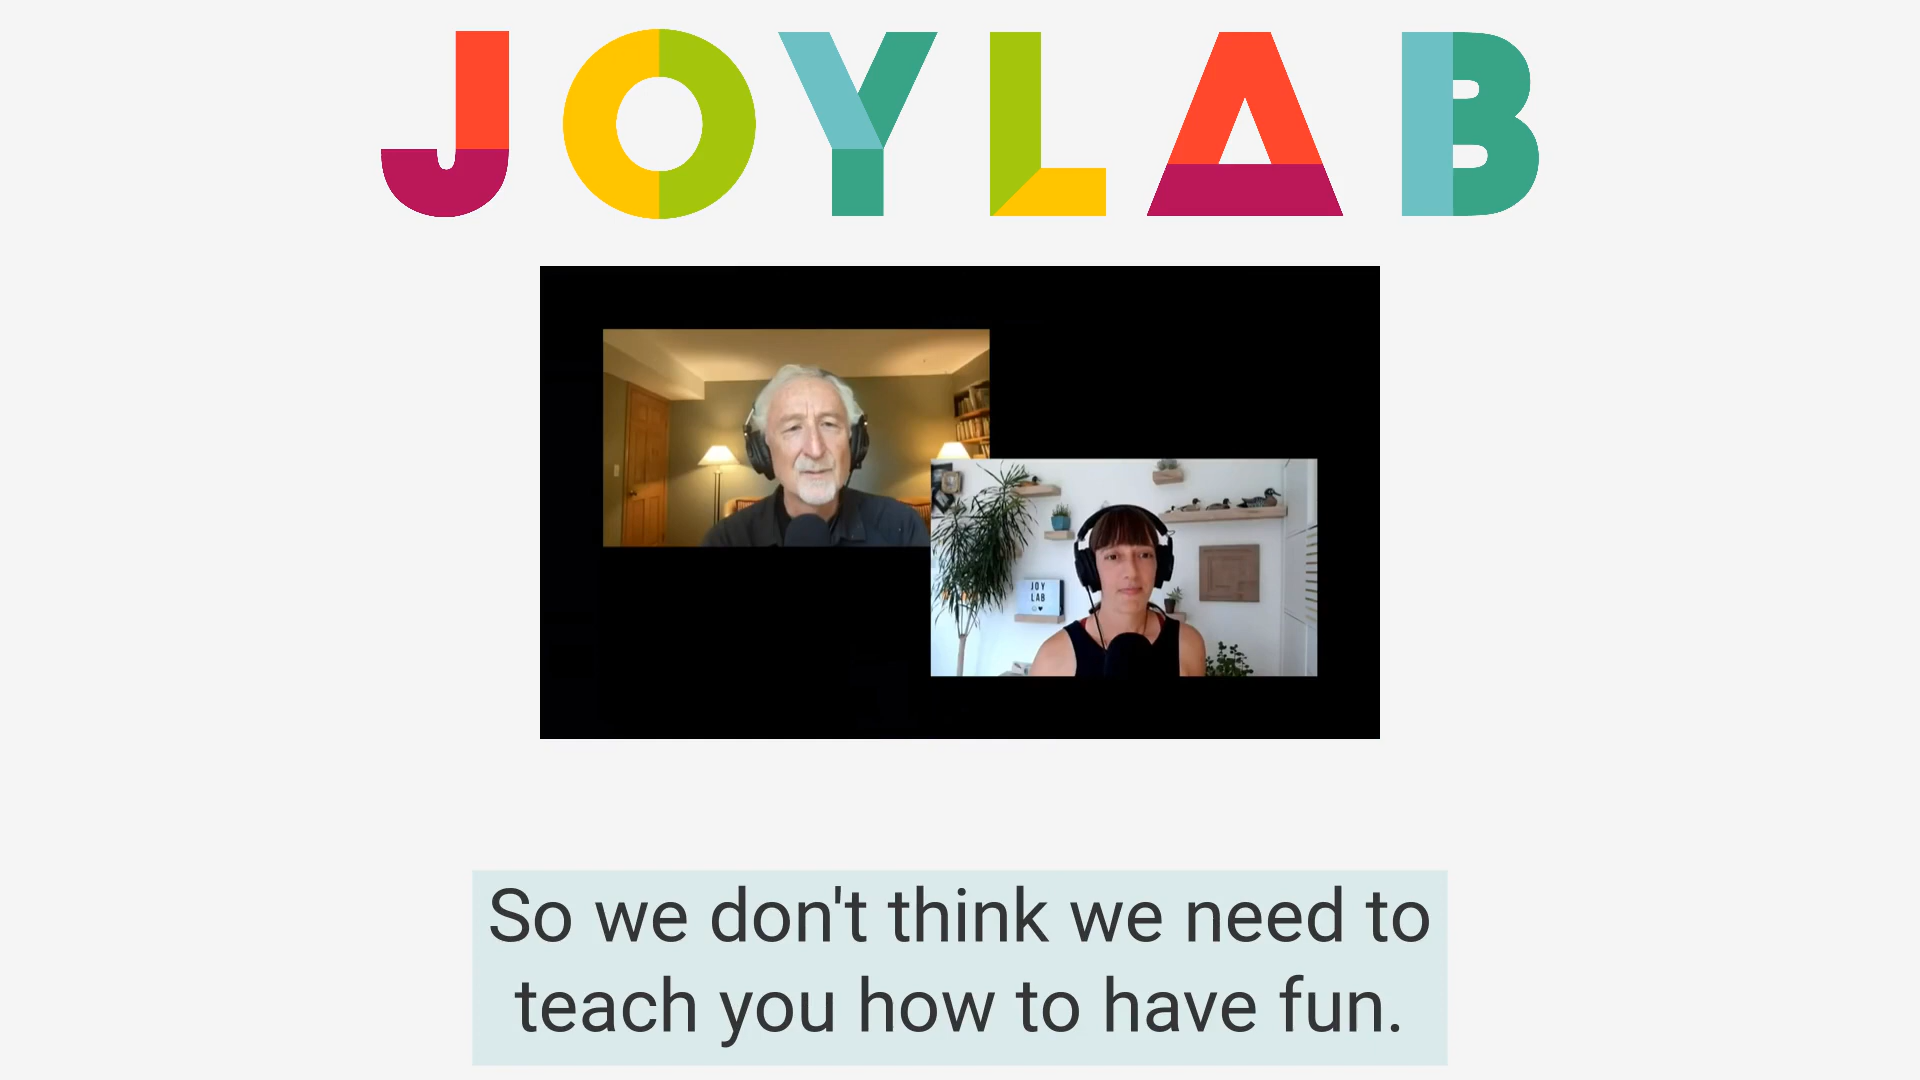 JOYLAB
JOY
LAB
So we don't think we need to
teach you how to have fun.